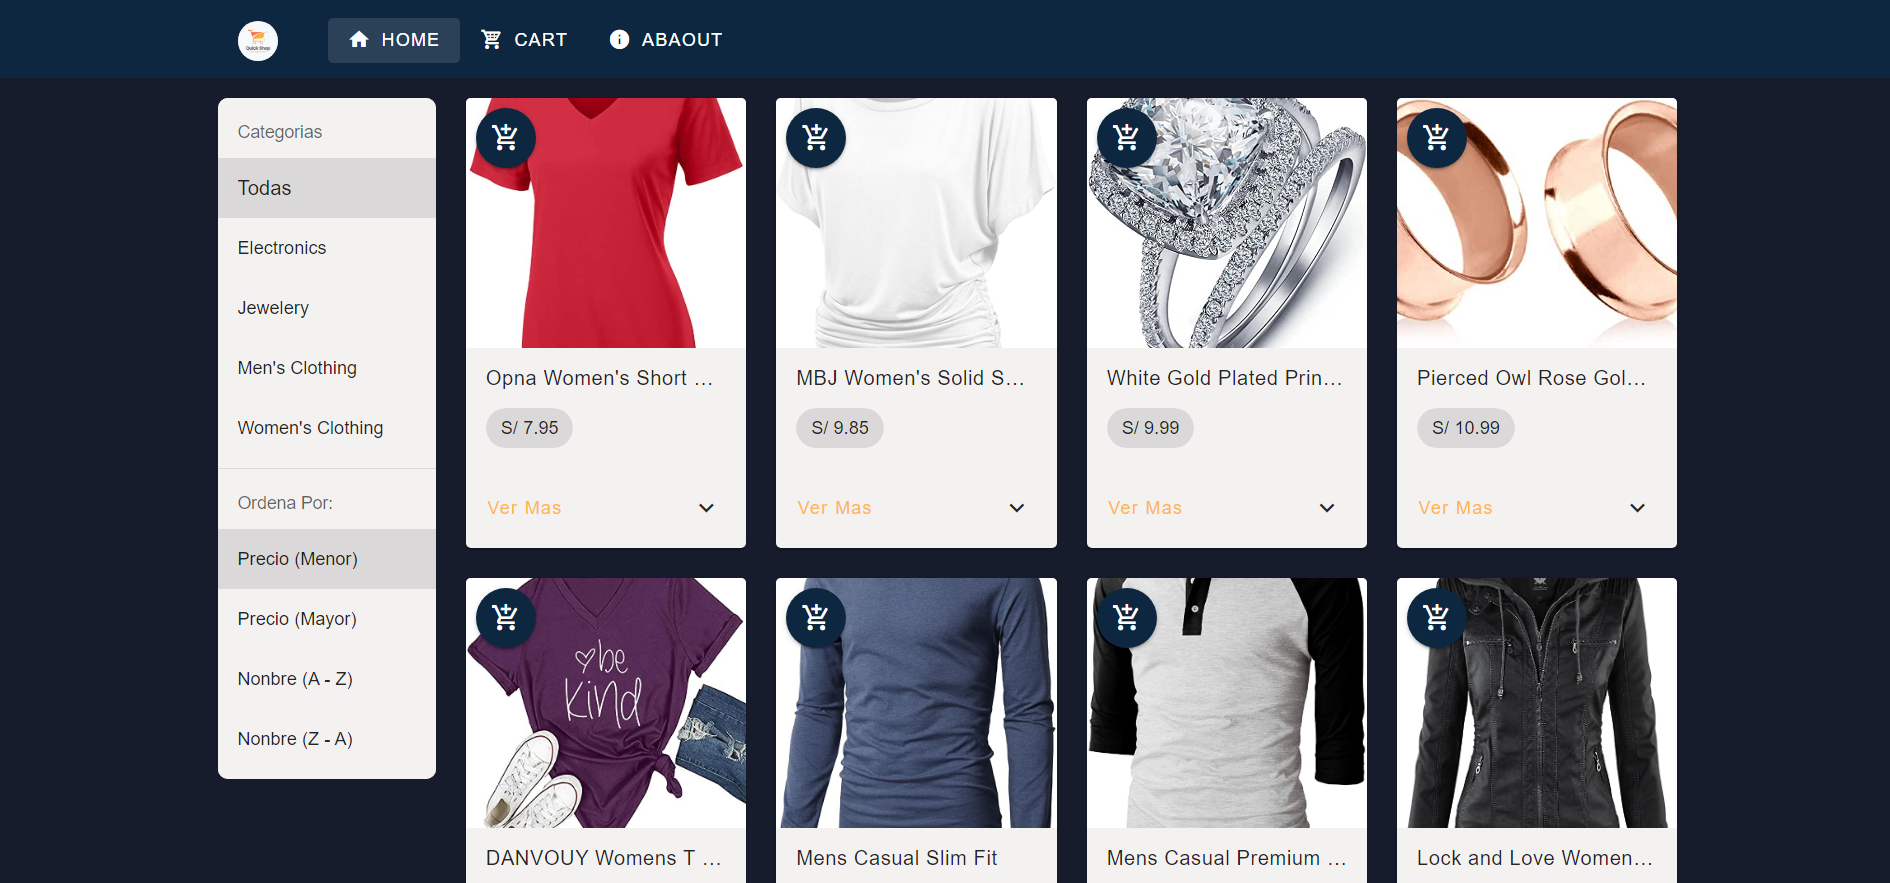 Quick Shop
HOME
CART
ABAOUT
Categorias
Todas
Electronics
Jewelery
Men's Clothing
Women's Clothing
Ordena Por:
Precio (Menor)
Precio (Mayor)
Nonbre (A - Z)
Nonbre (Z - A)
Opna Women's Short ...
S/ 7.95
Ver Mas
MBJ Women's Solid S...
S/ 9.85
Ver Mas
White Gold Plated Prin...
S/ 9.99
Ver Mas
Pierced Owl Rose Gol...
S/ 10.99
Ver Mas
be
kind
DANVOUY Womens T ...
Mens Casual Slim Fit
Mens Casual Premium ...
Lock and Love Women...